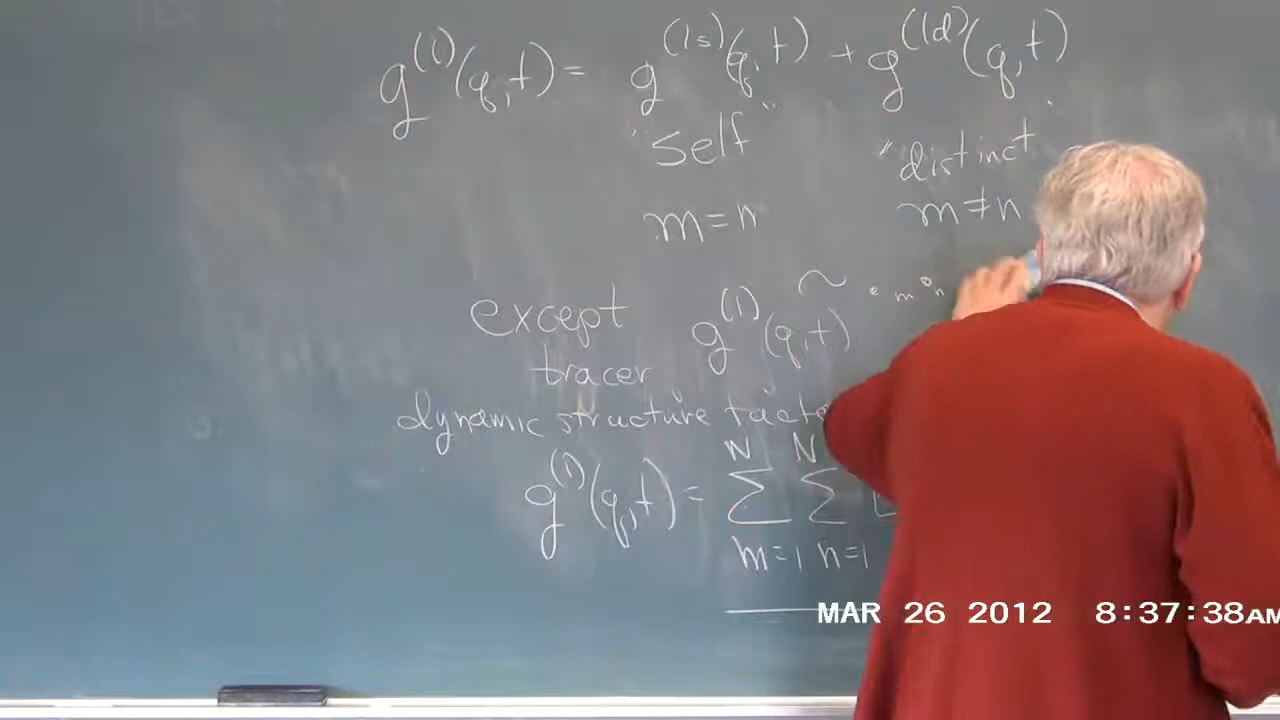 g^(1)(q,t) = g^(1s)(q,t) + g^(1d)(q,t)
"self" "distinct"
m=n m≠n
except g^(1)(q,t) ~ m n
tracer
dynamic structure
N N
g^(1)(q,t) = Σ Σ [
m=1 n=1
MAR 26 2012 8:37:38AM